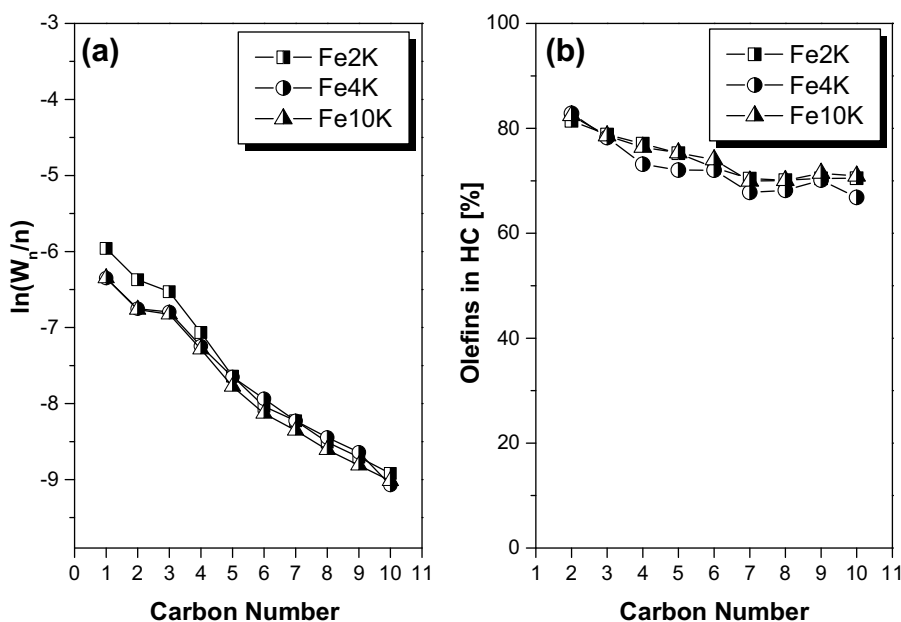 (a)
Fe2K
Fe4K
Fe10K
-3
-4
-5
-6
-7
-8
-9
ln(Wn/n)
0 1 2 3 4 5 6 7 8 9 10 11
Carbon Number
(b)
Fe2K
Fe4K
Fe10K
100
80
60
40
20
0
Olefins in HC [%]
1 2 3 4 5 6 7 8 9 10 11
Carbon Number